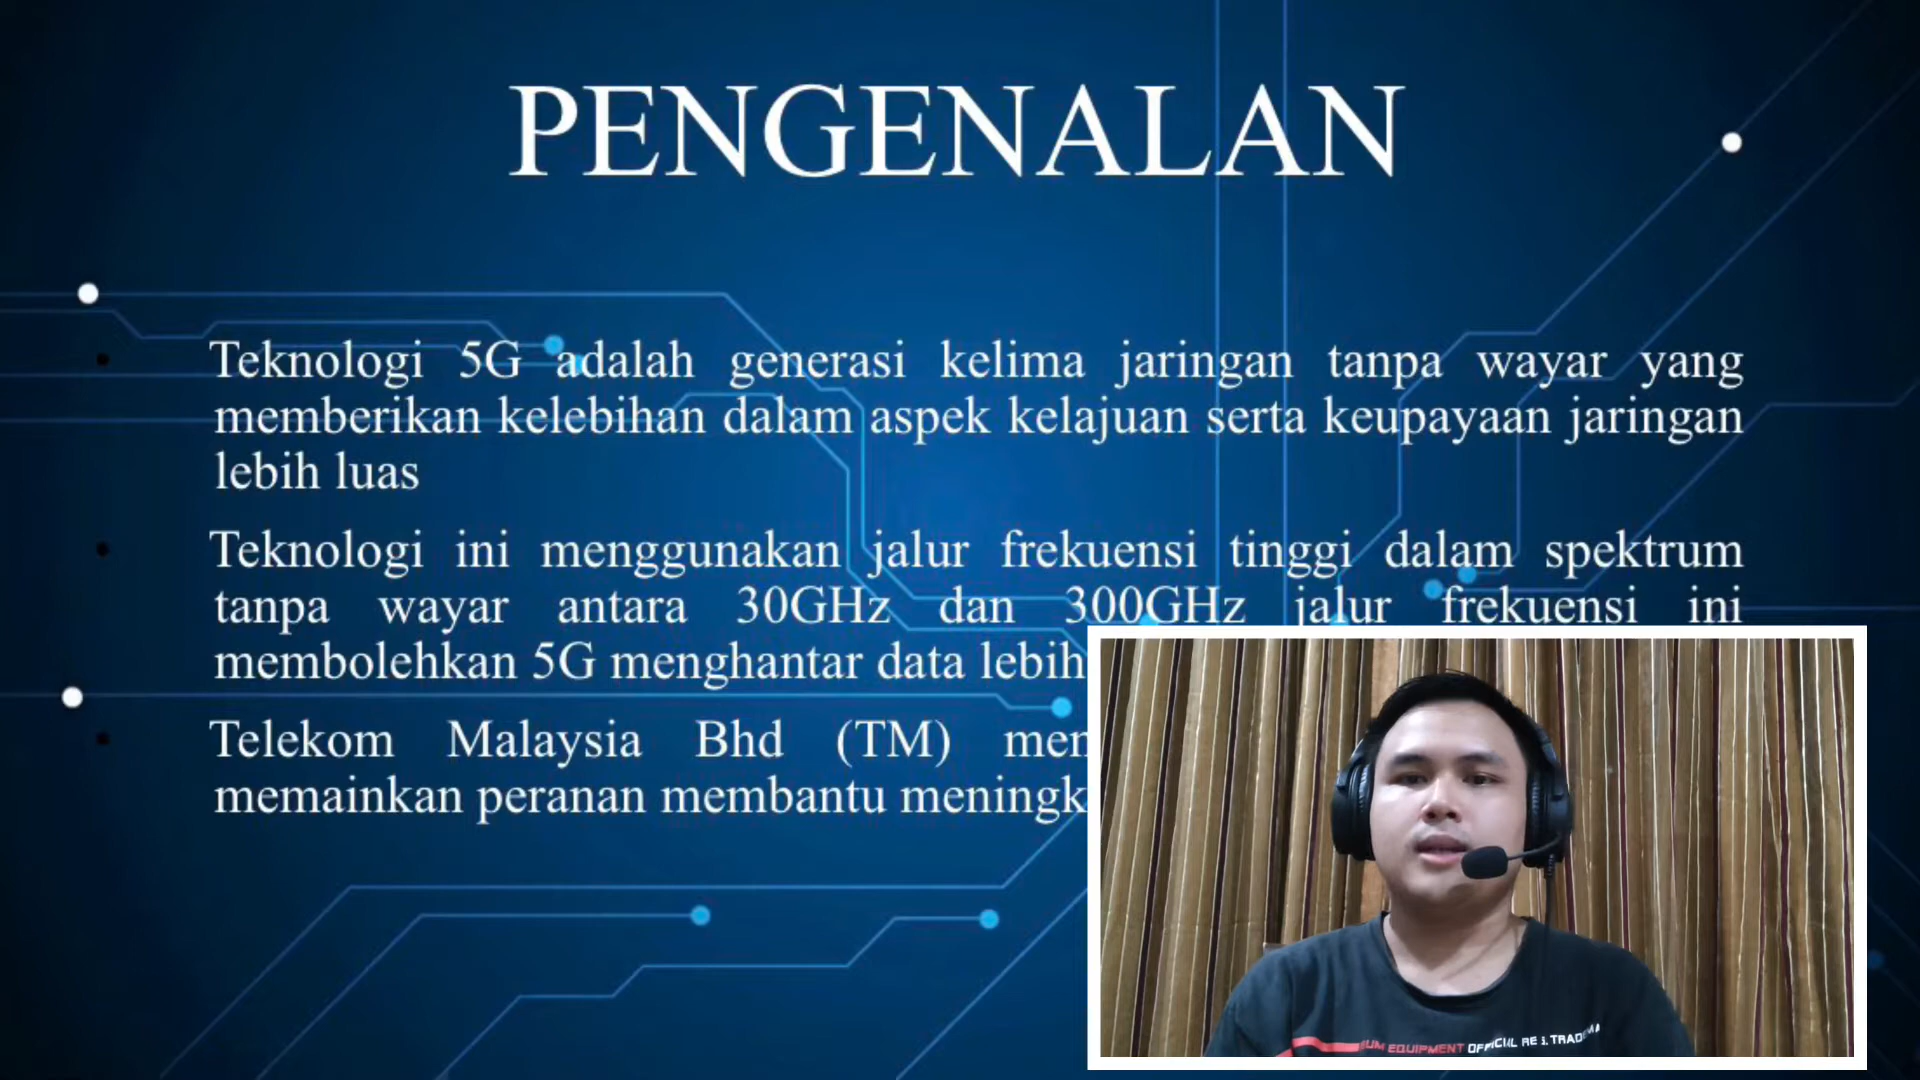 PENGENALAN
Teknologi 5G adalah generasi kelima jaringan tanpa wayar yang
memberikan kelebihan dalam aspek kelajuan serta keupayaan jaringan
lebih luas
Teknologi ini menggunakan jalur frekuensi tinggi dalam spektrum
tanpa wayar antara 30GHz dan 300GHz jalur frekuensi ini
membolehkan 5G menghantar data lebih
Telekom Malaysia Bhd (TM)
memainkan peranan membantu
EQUIPMENT OFFICIAL